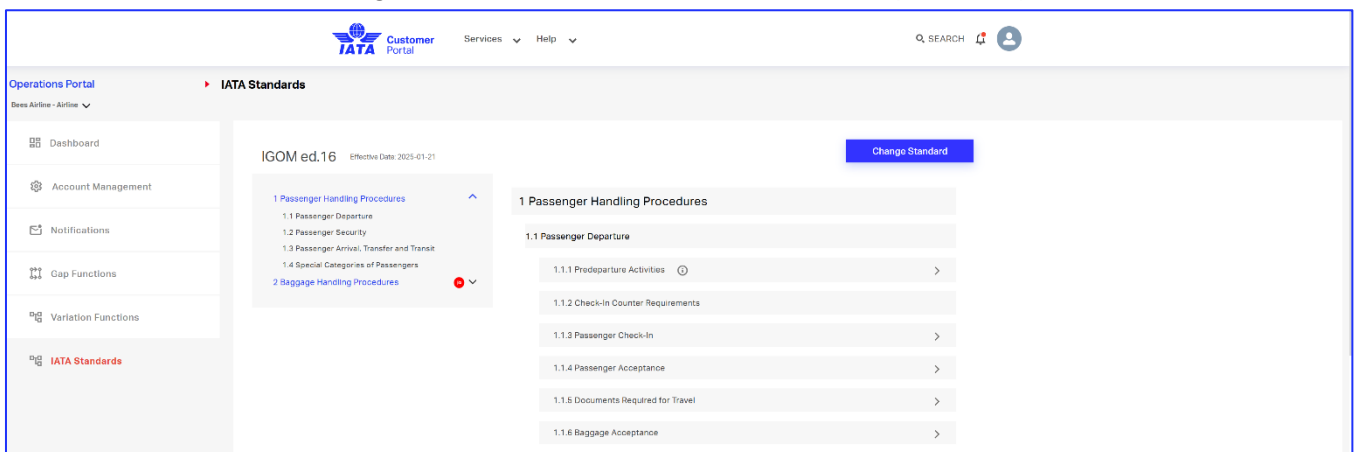 IATA
Customer
Portal
Services
Help
SEARCH
Operations Portal
IATA Standards
Bees Airline - Airline
Dashboard
Account Management
Notifications
Gap Functions
Variation Functions
IATA Standards
IGOM ed.16 Effective Date: 2025-01-21
Change Standard
1 Passenger Handling Procedures
1.1 Passenger Departure
1.2 Passenger Security
1.3 Passenger Arrival, Transfer and Transit
1.4 Special Categories of Passengers
2 Baggage Handling Procedures
1 Passenger Handling Procedures
1.1 Passenger Departure
1.1.1 Predeparture Activities
1.1.2 Check-In Counter Requirements
1.1.3 Passenger Check-In
1.1.4 Passenger Acceptance
1.1.5 Documents Required for Travel
1.1.6 Baggage Acceptance